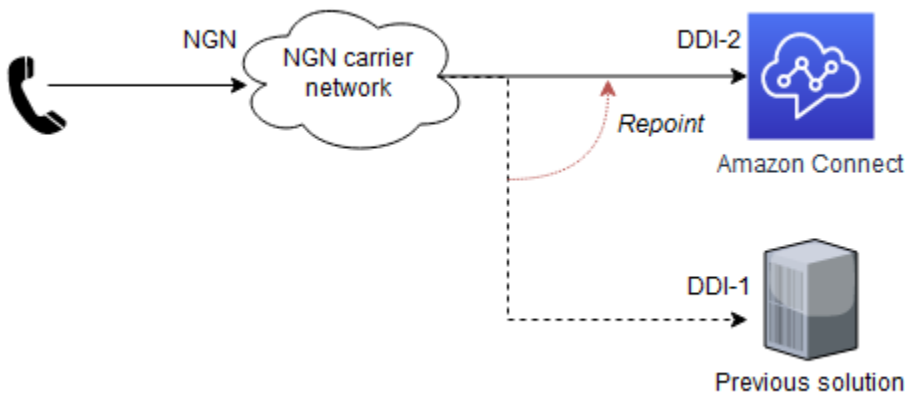 NGN
NGN carrier
network
DDI-2
Repoint
Amazon Connect
DDI-1
Previous solution